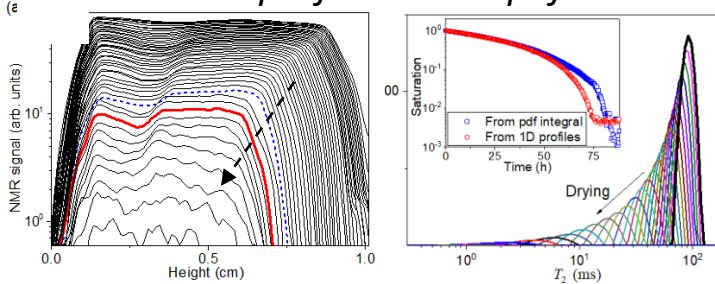 (a
NMR signal (arb. units)
10¹
10⁰
0.0
0.5
1.0
Height (cm)
00
Saturation
10⁰
10⁻¹
10⁻²
10⁻³
0
25
50
75
Time (h)
From pdf integral
From 1D profiles
Drying
10⁰
10¹
10²
T₂ (ms)